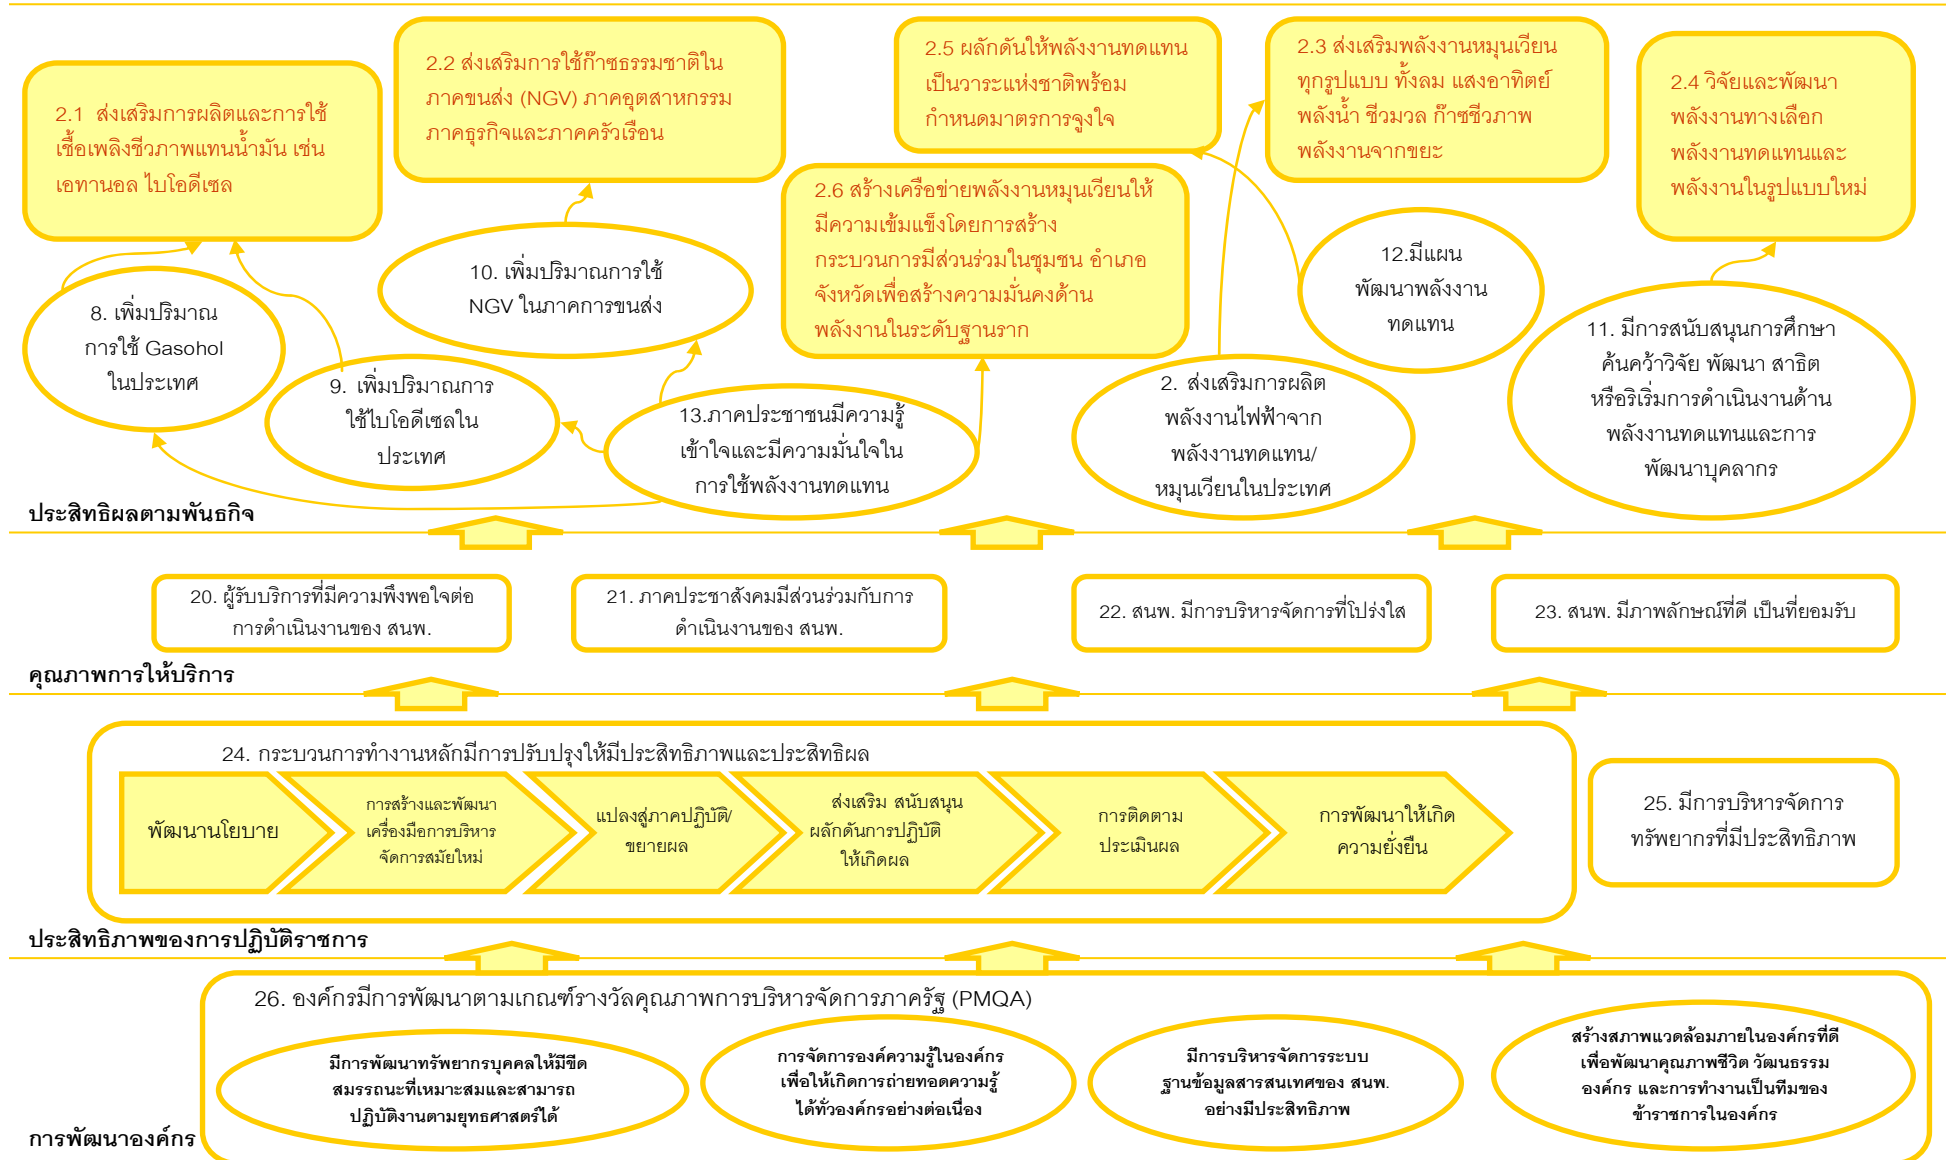 2.1 ส่งเสริมการผลิตและการใช้
เชื้อเพลิงชีวภาพแทนน้ำมัน เช่น
เอทานอล ไบโอดีเซล
2.2 ส่งเสริมการใช้ก๊าซธรรมชาติใน
ภาคขนส่ง (NGV) ภาคอุตสาหกรรม
ภาคธุรกิจและภาคครัวเรือน
2.5 ผลักดันให้พลังงานทดแทน
เป็นวาระแห่งชาติพร้อม
กำหนดมาตรการจูงใจ
2.3 ส่งเสริมพลังงานหมุนเวียน
ทุกรูปแบบ ทั้งลม แสงอาทิตย์
พลังน้ำ ชีวมวล ก๊าซชีวภาพ
พลังงานจากขยะ
2.4 วิจัยและพัฒนา
พลังงานทางเลือก
พลังงานทดแทนและ
พลังงานในรูปแบบใหม่
2.6 สร้างเครือข่ายพลังงานหมุนเวียนให้
มีความเข้มแข็งโดยการสร้าง
กระบวนการมีส่วนร่วมในชุมชน อำเภอ
จังหวัดเพื่อสร้างความมั่นคงด้าน
พลังงานในระดับฐานราก
8. เพิ่มปริมาณ
การใช้ Gasohol
ในประเทศ
10. เพิ่มปริมาณการใช้
NGV ในภาคการขนส่ง
12.มีแผน
พัฒนาพลังงาน
ทดแทน
9. เพิ่มปริมาณการ
ใช้ไบโอดีเซลใน
ประเทศ
13.ภาคประชาชนมีความรู้
เข้าใจและมีความมั่นใจใน
การใช้พลังงานทดแทน
2. ส่งเสริมการผลิต
พลังงานไฟฟ้าจาก
พลังงานทดแทน/
หมุนเวียนในประเทศ
11. มีการสนับสนุนการศึกษา
ค้นคว้าวิจัย พัฒนา สาธิต
หรือริเริ่มการดำเนินงานด้าน
พลังงานทดแทนและการ
พัฒนาบุคลากร
ประสิทธิผลตามพันธกิจ
20. ผู้รับบริการที่มีความพึงพอใจต่อ
การดำเนินงานของ สนพ.
21. ภาคประชาสังคมมีส่วนร่วมกับการ
ดำเนินงานของ สนพ.
22. สนพ. มีการบริหารจัดการที่โปร่งใส
23. สนพ. มีภาพลักษณ์ที่ดี เป็นที่ยอมรับ
คุณภาพการให้บริการ
24. กระบวนการทำงานหลักมีการปรับปรุงให้มีประสิทธิภาพและประสิทธิผล
พัฒนานโยบาย
การสร้างและพัฒนา
เครื่องมือการบริหาร
จัดการสมัยใหม่
แปลงสู่ภาคปฏิบัติ/
ขยายผล
ส่งเสริม สนับสนุน
ผลักดันการปฏิบัติ
ให้เกิดผล
การติดตาม
ประเมินผล
การพัฒนาให้เกิด
ความยั่งยืน
25. มีการบริหารจัดการ
ทรัพยากรที่มีประสิทธิภาพ
ประสิทธิภาพของการปฏิบัติราชการ
26. องค์กรมีการพัฒนาตามเกณฑ์รางวัลคุณภาพการบริหารจัดการภาครัฐ (PMQA)
มีการพัฒนาทรัพยากรบุคคลให้มีขีด
สมรรถนะที่เหมาะสมและสามารถ
ปฏิบัติงานตามยุทธศาสตร์ได้
การจัดการองค์ความรู้ในองค์กร
เพื่อให้เกิดการถ่ายทอดความรู้
ได้ทั่วองค์กรอย่างต่อเนื่อง
มีการบริหารจัดการระบบ
ฐานข้อมูลสารสนเทศของ สนพ.
อย่างมีประสิทธิภาพ
สร้างสภาพแวดล้อมภายในองค์กรที่ดี
เพื่อพัฒนาคุณภาพชีวิต วัฒนธรรม
องค์กร และการทำงานเป็นทีมของ
ข้าราชการในองค์กร
การพัฒนาองค์กร